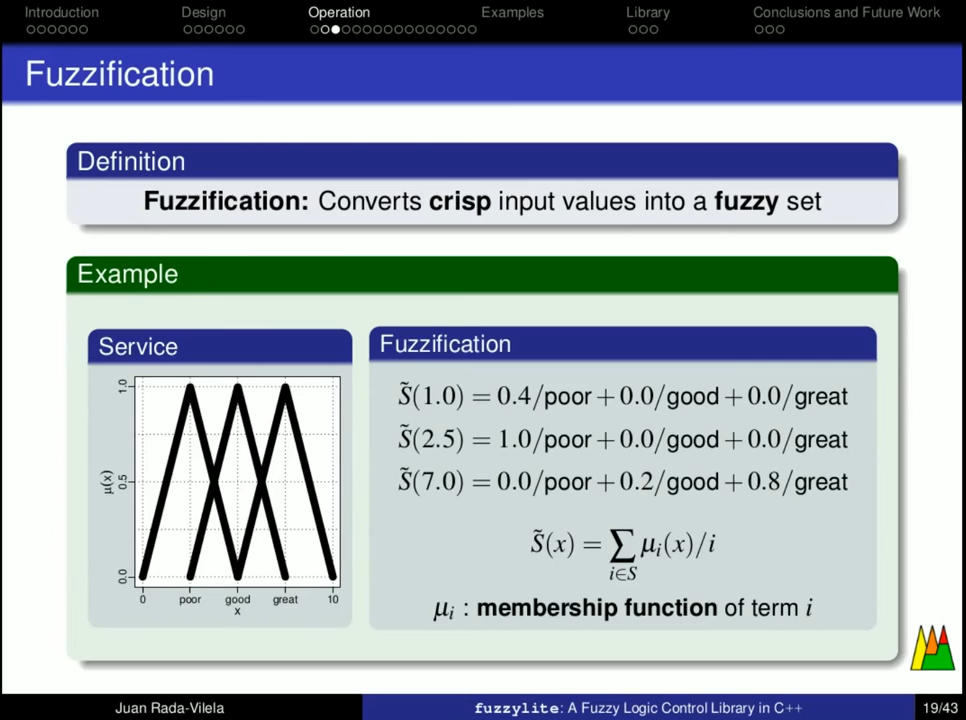 Introduction Design Operation Examples Library Conclusions and Future Work
Fuzzification
Definition
Fuzzification: Converts crisp input values into a fuzzy set
Example
Service
1.0
0.5
0.0
μ(x)
0 poor good great 10
x
Fuzzification
S̃(1.0) = 0.4/poor + 0.0/good + 0.0/great
S̃(2.5) = 1.0/poor + 0.0/good + 0.0/great
S̃(7.0) = 0.0/poor + 0.2/good + 0.8/great
S̃(x) = ∑ μᵢ(x)/i
i∈S
μᵢ : membership function of term i
Juan Rada-Vilela fuzzylite: A Fuzzy Logic Control Library in C++ 19/43